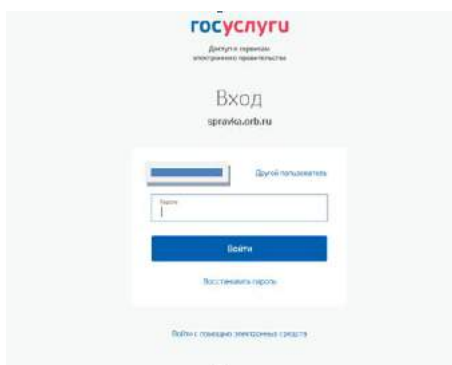 госуслуги
Доступ к сервисам
электронного правительства
Вход
spravka.orb.ru
Другой пользователь
Пароль
Войти
Восстановить пароль
Войти с помощью электронных средств